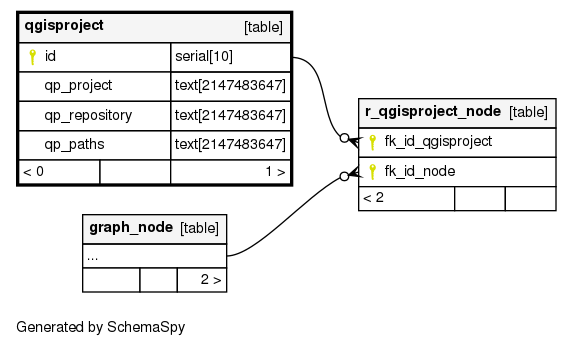 qgisproject [table]
id serial[10]
qp_project text[2147483647]
qp_repository text[2147483647]
qp_paths text[2147483647]
< 0 1 >
r_qgisproject_node [table]
fk_id_qgisproject
fk_id_node
< 2
graph_node [table]
...
2 >
Generated by SchemaSpy